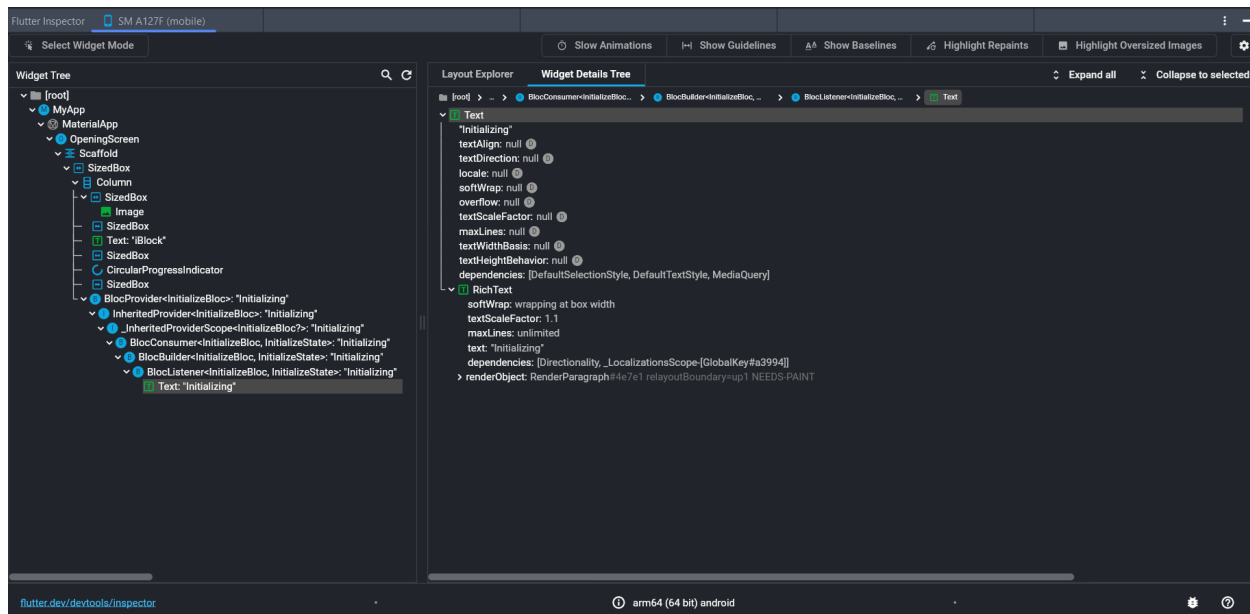 Flutter Inspector SM A127F (mobile)
Select Widget Mode Slow Animations Show Guidelines Show Baselines Highlight Repaints Highlight Oversized Images
Widget Tree
[root]
MyApp
MaterialApp
OpeningScreen
Scaffold
SizedBox
Column
SizedBox
Image
SizedBox
Text: "iBlock"
SizedBox
CircularProgressIndicator
SizedBox
BlocProvider<InitializeBloc>: "Initializing"
InheritedProvider<InitializeBloc>: "Initializing"
_InheritedProviderScope<InitializeBloc?>: "Initializing"
BlocConsumer<InitializeBloc, InitializeState>: "Initializing"
BlocBuilder<InitializeBloc, InitializeState>: "Initializing"
BlocListener<InitializeBloc, InitializeState>: "Initializing"
Text: "Initializing"
Layout Explorer Widget Details Tree Expand all Collapse to selected
[root] > ... > BlocConsumer<InitializeBloc... > BlocBuilder<InitializeBloc, ... > BlocListener<InitializeBloc, ... > Text
Text
"Initializing"
textAlign: null D
textDirection: null D
locale: null D
softWrap: null D
overflow: null D
textScaleFactor: null D
maxLines: null D
textWidthBasis: null D
textHeightBehavior: null D
dependencies: [DefaultSelectionStyle, DefaultTextStyle, MediaQuery]
RichText
softWrap: wrapping at box width
textScaleFactor: 1.1
maxLines: unlimited
text: "Initializing"
dependencies: [Directionality, _LocalizationsScope-[GlobalKey#a3994]]
renderObject: RenderParagraph#4e7e1 relayoutBoundary=up1 NEEDS-PAINT
flutter.dev/devtools/inspector arm64 (64 bit) android